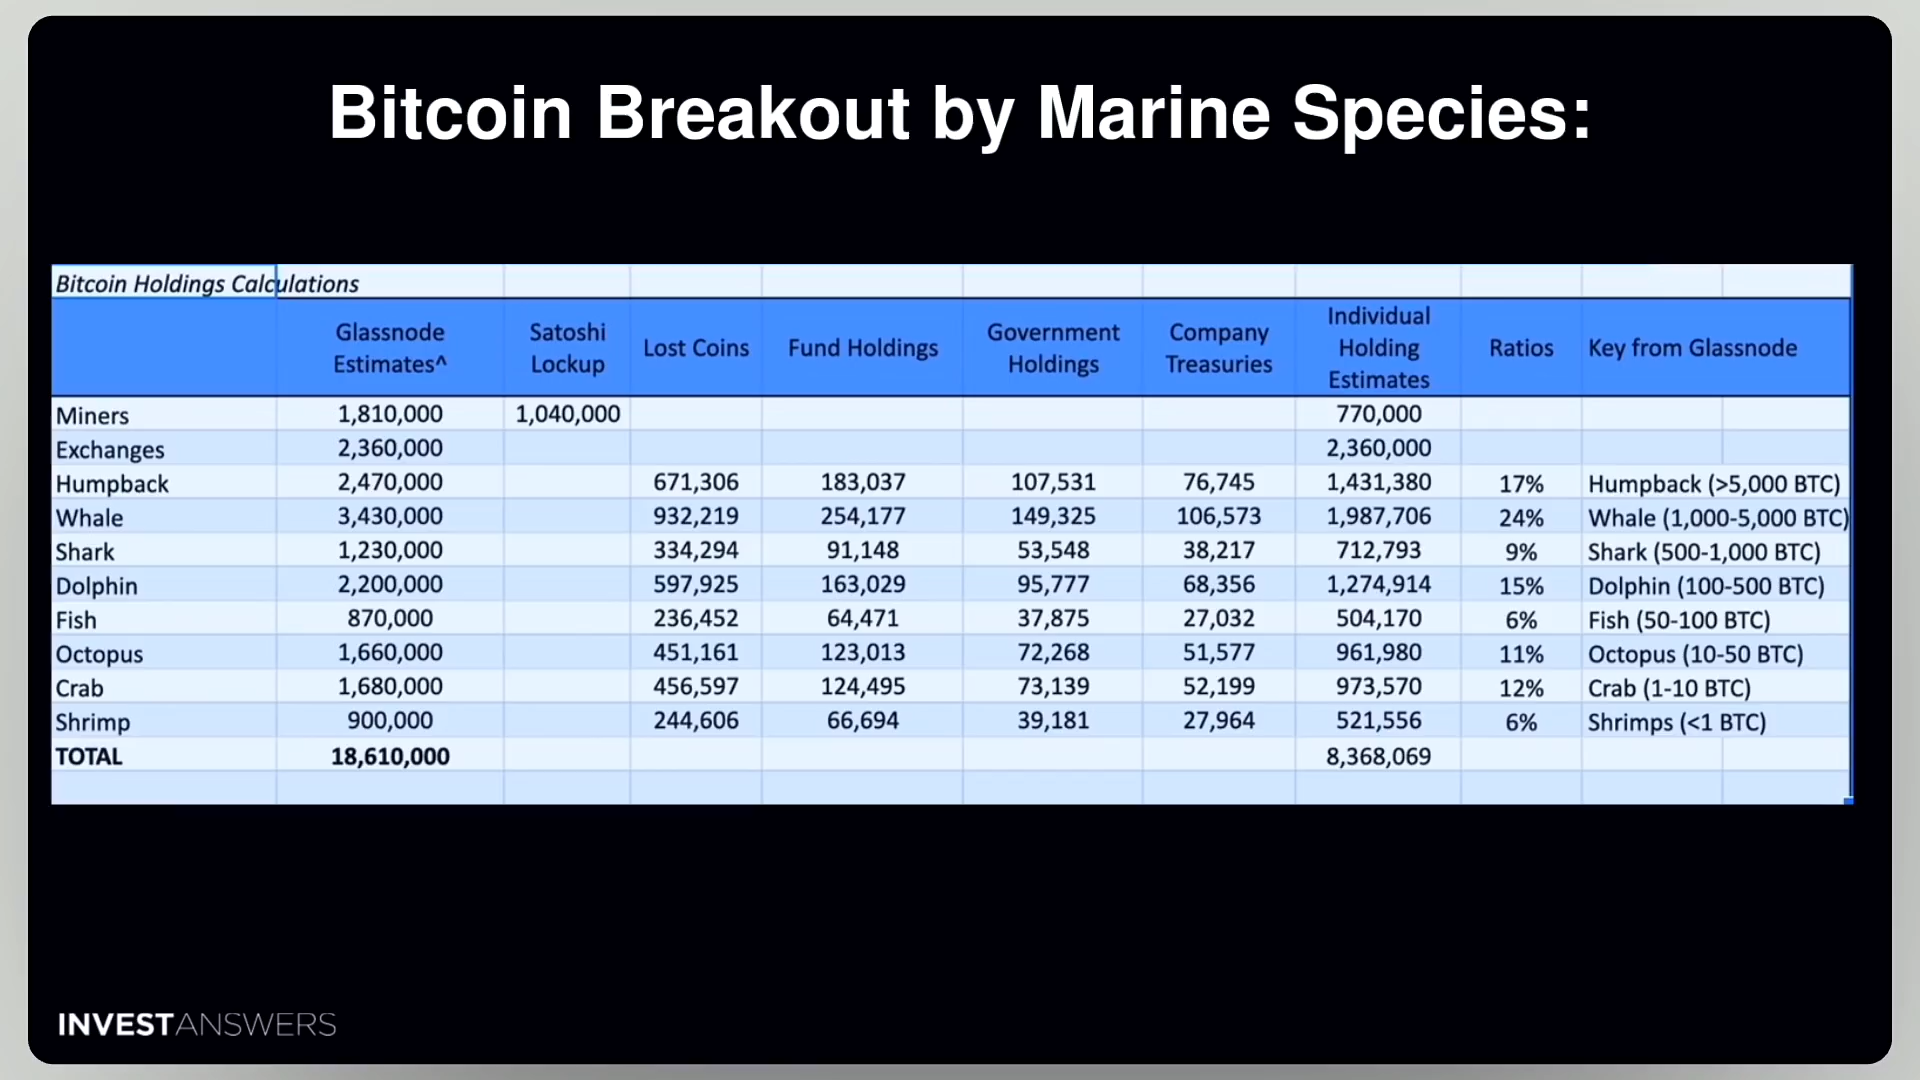 Bitcoin Breakout by Marine Species:
Bitcoin Holdings Calculations
Glassnode Estimates^ Satoshi Lockup Lost Coins Fund Holdings Government Holdings Company Treasuries Individual Holding Estimates Ratios Key from Glassnode
Miners 1,810,000 1,040,000 770,000
Exchanges 2,360,000 2,360,000
Humpback 2,470,000 671,306 183,037 107,531 76,745 1,431,380 17% Humpback (>5,000 BTC)
Whale 3,430,000 932,219 254,177 149,325 106,573 1,987,706 24% Whale (1,000-5,000 BTC)
Shark 1,230,000 334,294 91,148 53,548 38,217 712,793 9% Shark (500-1,000 BTC)
Dolphin 2,200,000 597,925 163,029 95,777 68,356 1,274,914 15% Dolphin (100-500 BTC)
Fish 870,000 236,452 64,471 37,875 27,032 504,170 6% Fish (50-100 BTC)
Octopus 1,660,000 451,161 123,013 72,268 51,577 961,980 11% Octopus (10-50 BTC)
Crab 1,680,000 456,597 124,495 73,139 52,199 973,570 12% Crab (1-10 BTC)
Shrimp 900,000 244,606 66,694 39,181 27,964 521,556 6% Shrimps (<1 BTC)
TOTAL 18,610,000 8,368,069
INVESTANSWERS